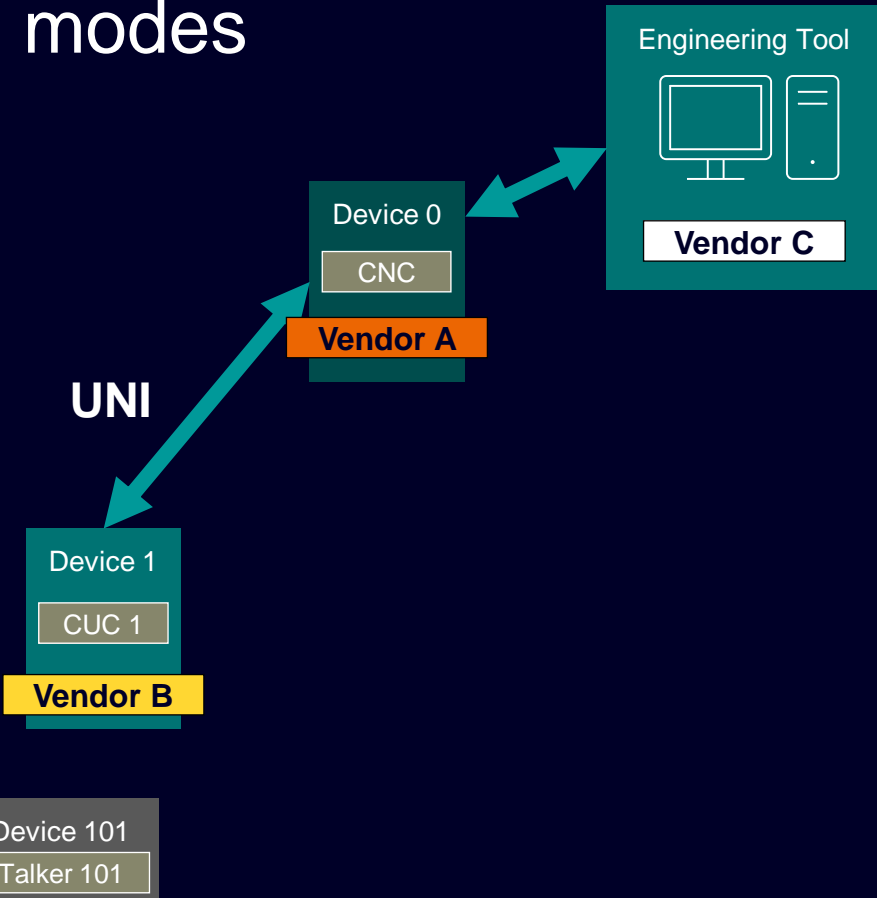 modes
Engineering Tool
Vendor C
Device 0
CNC
Vendor A
UNI
Device 1
CUC 1
Vendor B
Device 101
Talker 101